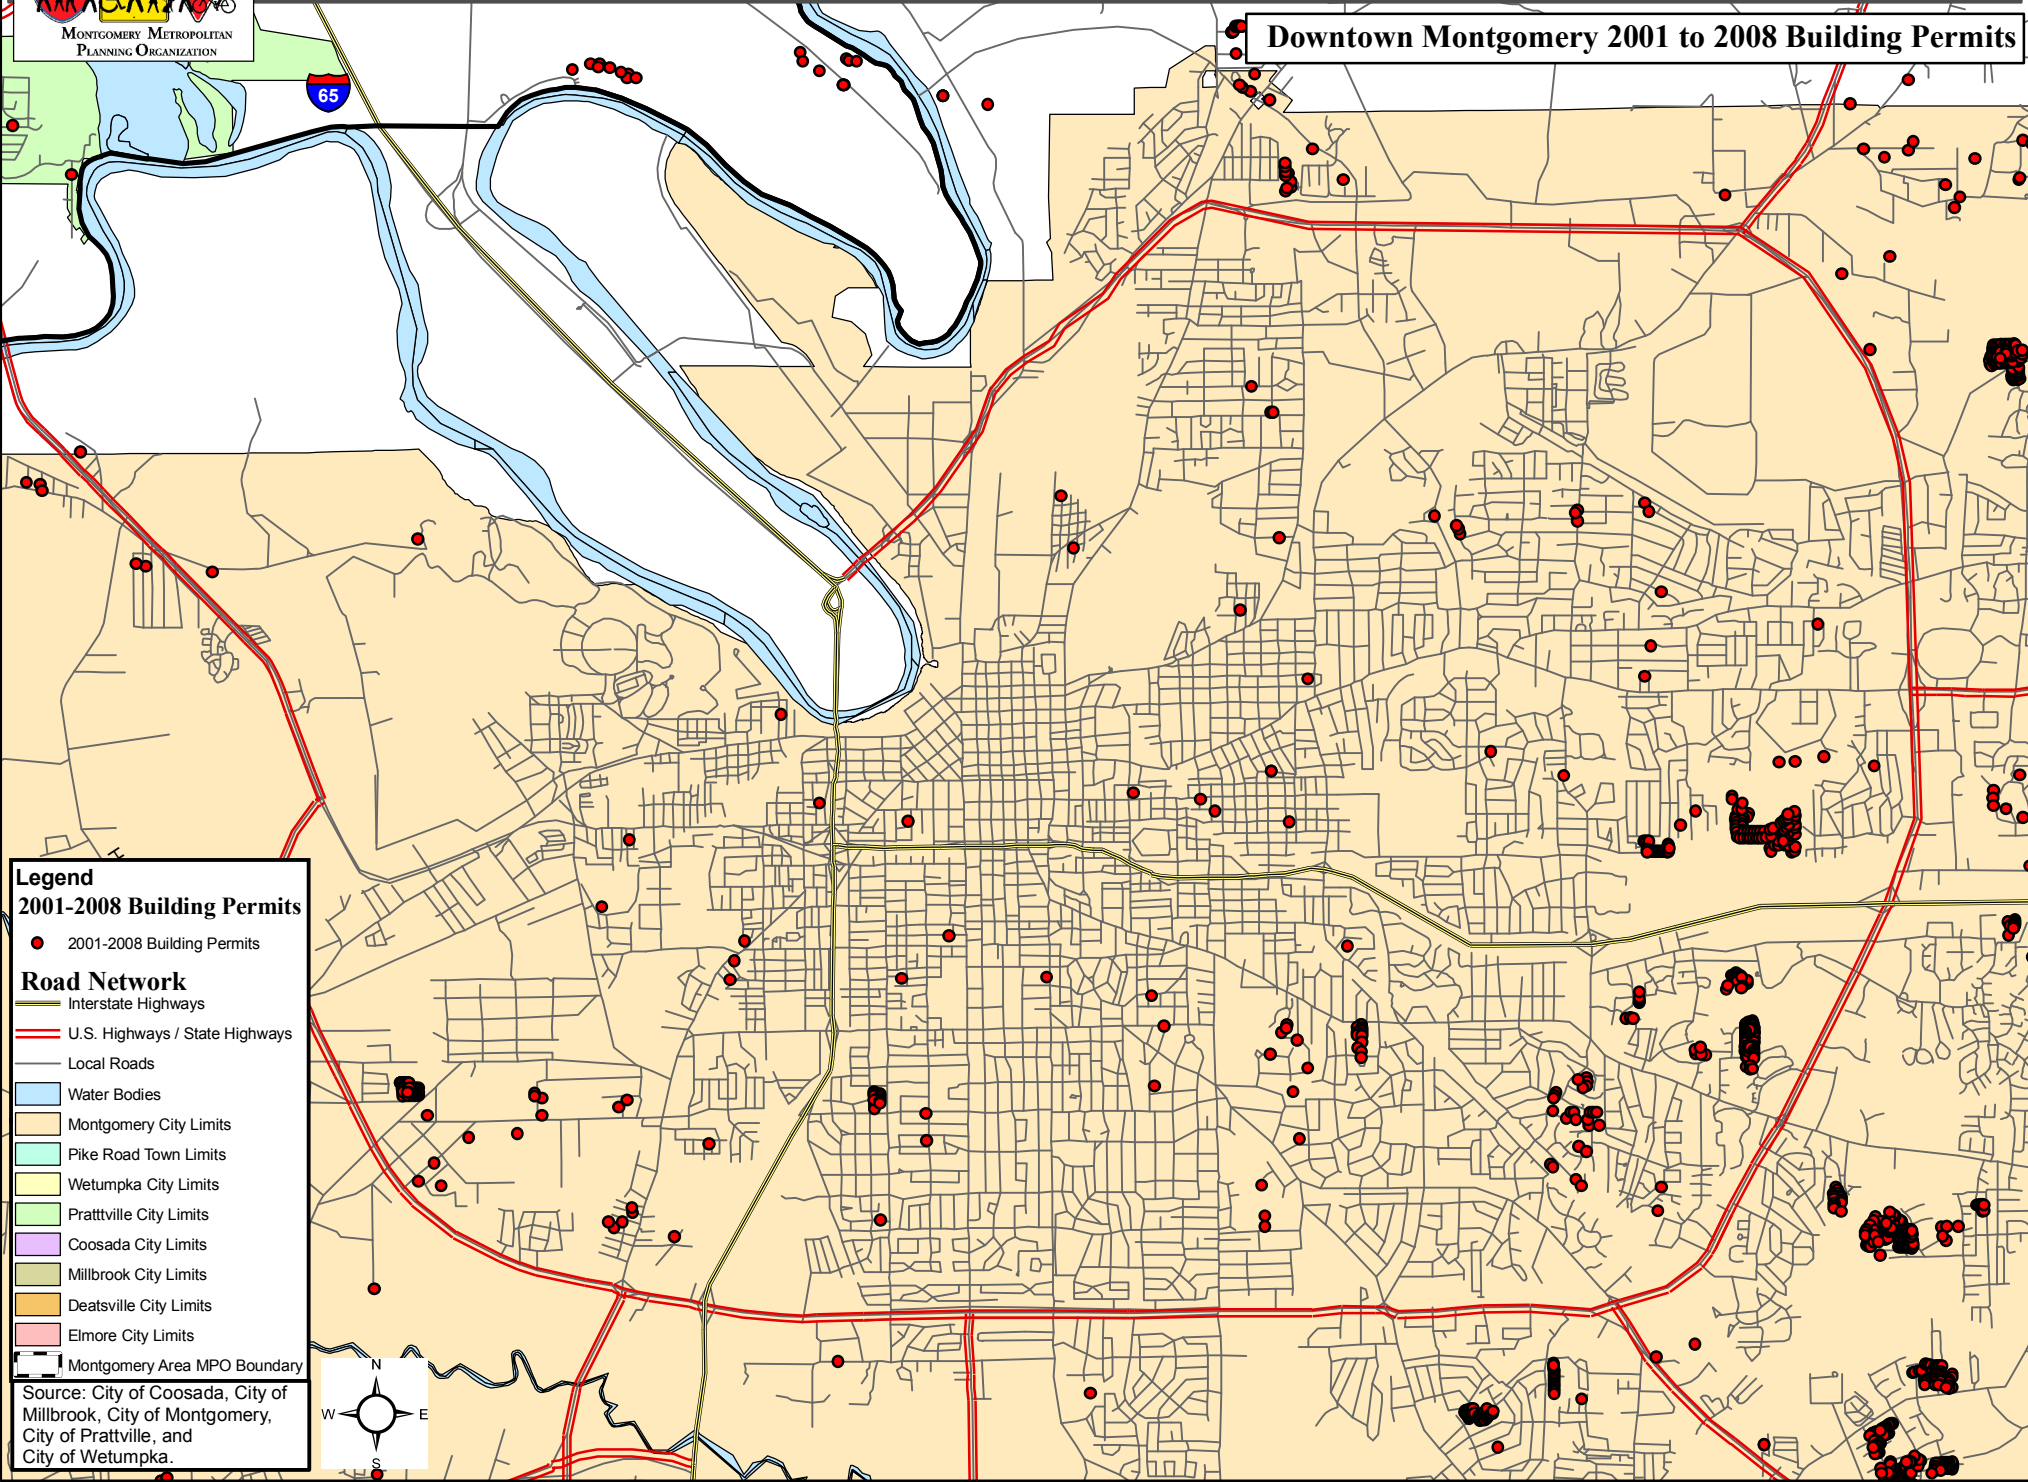 MONTGOMERY METROPOLITAN
PLANNING ORGANIZATION
Downtown Montgomery 2001 to 2008 Building Permits
65
Legend
2001-2008 Building Permits
2001-2008 Building Permits
Road Network
Interstate Highways
U.S. Highways / State Highways
Local Roads
Water Bodies
Montgomery City Limits
Pike Road Town Limits
Wetumpka City Limits
Pratttville City Limits
Coosada City Limits
Millbrook City Limits
Deatsville City Limits
Elmore City Limits
Montgomery Area MPO Boundary
Source: City of Coosada, City of
Millbrook, City of Montgomery,
City of Prattville, and
City of Wetumpka.
N
W E
S